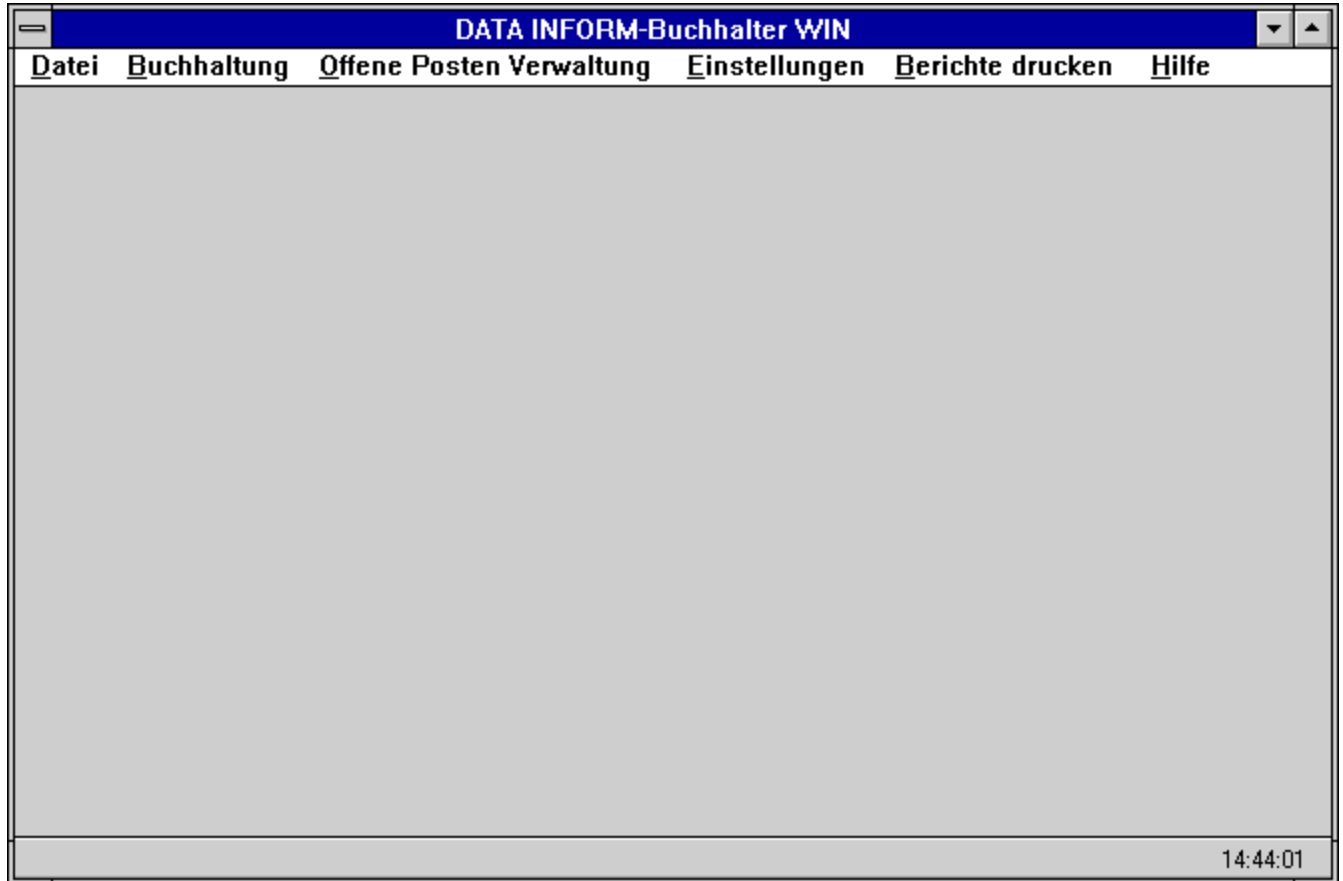 DATA INFORM-Buchhalter WIN
Datei Buchhaltung Offene Posten Verwaltung Einstellungen Berichte drucken Hilfe
14:44:01